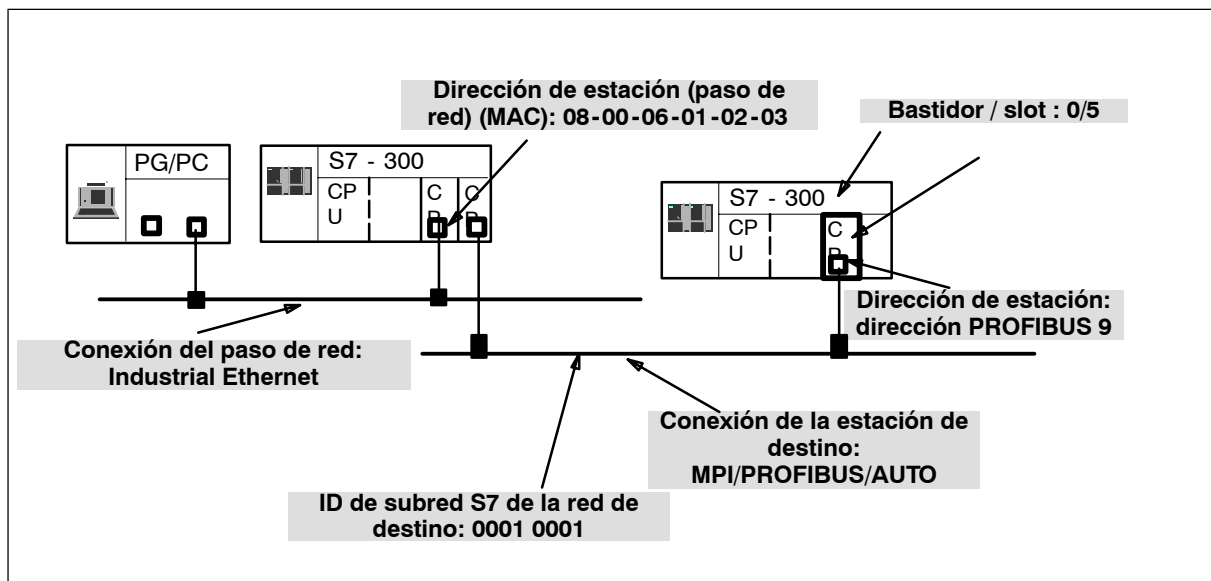 Dirección de estación (paso de
red) (MAC): 08-00-06-01-02-03
Bastidor / slot : 0/5
PG/PC
S7 - 300
CP
U
C
P
C
P
S7 - 300
CP
U
C
P
Dirección de estación:
dirección PROFIBUS 9
Conexión del paso de red:
Industrial Ethernet
Conexión de la estación de
destino:
MPI/PROFIBUS/AUTO
ID de subred S7 de la red de
destino: 0001 0001